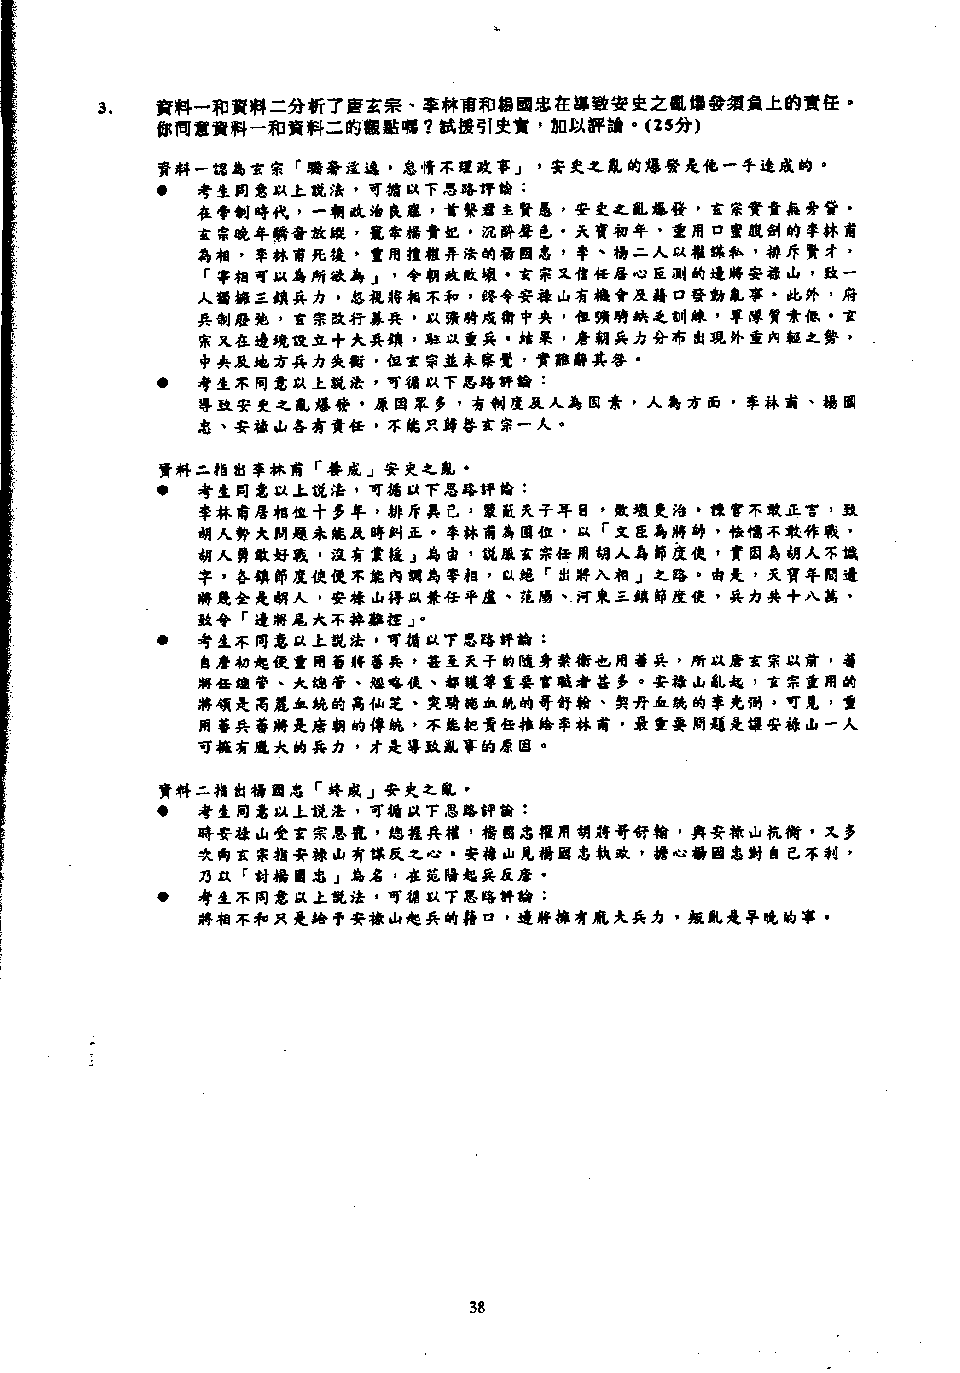 3. 資料一和資料二分析了唐玄宗、李林甫和楊國忠在導致安史之亂爆發須負上的責任。
你同意資料一和資料二的觀點嗎？試援引史實，加以評論。(25分)
資料一認為玄宗「驕奢淫逸，怠惰不理政事」，安史之亂的爆發是他一手造成的。
● 考生同意以上說法，可循以下思路評論：
在帝制時代，一朝政治良窳，首繫君主賢愚，安史之亂爆發，玄宗實責無旁貸。
玄宗晚年驕奢放縱，寵幸楊貴妃，沉醉聲色。天寶初年，重用口蜜腹劍的李林甫
為相，李林甫死後，重用擅權弄法的楊國忠，李、楊二人以權謀私，排斥賢才，
「宰相可以為所欲為」，令朝政敗壞。玄宗又信任居心叵測的邊將安祿山，致一
人獨擁三鎮兵力，忽視將相不和，終令安祿山有機會及藉口發動亂事。此外，府
兵制廢弛，玄宗改行募兵，以彍騎戍衛中央，但彍騎缺乏訓練，軍隊質素低。玄
宗又在邊境設立十大兵鎮，駐以重兵。結果，唐朝兵力分布出現外重內輕之勢，
中央及地方兵力失衡，但玄宗並未察覺，實難辭其咎。
● 考生不同意以上說法，可循以下思路評論：
導致安史之亂爆發，原因眾多，有制度及人為因素，人為方面，李林甫、楊國
忠、安祿山各有責任，不能只歸咎玄宗一人。
資料二指出李林甫「養成」安史之亂。
● 考生同意以上說法，可循以下思路評論：
李林甫居相位十多年，排斥異己，蒙蔽天子耳目，敗壞吏治，諫官不敢正言，致
胡人勢大問題未能及時糾正。李林甫為固位，以「文臣為將帥，怯懦不敢作戰，
胡人勇敢好戰，沒有黨援」為由，說服玄宗任用胡人為節度使，實因為胡人不識
字，各鎮節度使便不能內調為宰相，以絕「出將入相」之路。由是，天寶年間邊
將幾全是胡人，安祿山得以兼任平盧、范陽、河東三鎮節度使，兵力共十八萬，
致令「邊將尾大不掉難控」。
● 考生不同意以上說法，可循以下思路評論：
自唐初起便重用蕃將蕃兵，甚至天子的隨身禁衛也用蕃兵，所以唐玄宗以前，蕃
將任總管、大總管、經略使、都護等重要官職者甚多。安祿山亂起，玄宗重用的
將領是高麗血統的高仙芝、突騎施血統的哥舒翰、契丹血統的李光弼，可見，重
用蕃兵蕃將是唐朝的傳統，不能把責任推給李林甫，最重要問題是讓安祿山一人
可擁有龐大的兵力，才是導致亂事的原因。
資料二指出楊國忠「終成」安史之亂。
● 考生同意以上說法，可循以下思路評論：
時安祿山受玄宗恩寵，總握兵權，楊國忠擢用胡將哥舒翰，與安祿山抗衡，又多
次向玄宗指安祿山有謀反之心。安祿山見楊國忠執政，擔心楊國忠對自己不利，
乃以「討楊國忠」為名，在范陽起兵反唐。
● 考生不同意以上說法，可循以下思路評論：
將相不和只是給予安祿山起兵的藉口，邊將擁有龐大兵力，叛亂是早晚的事。
38